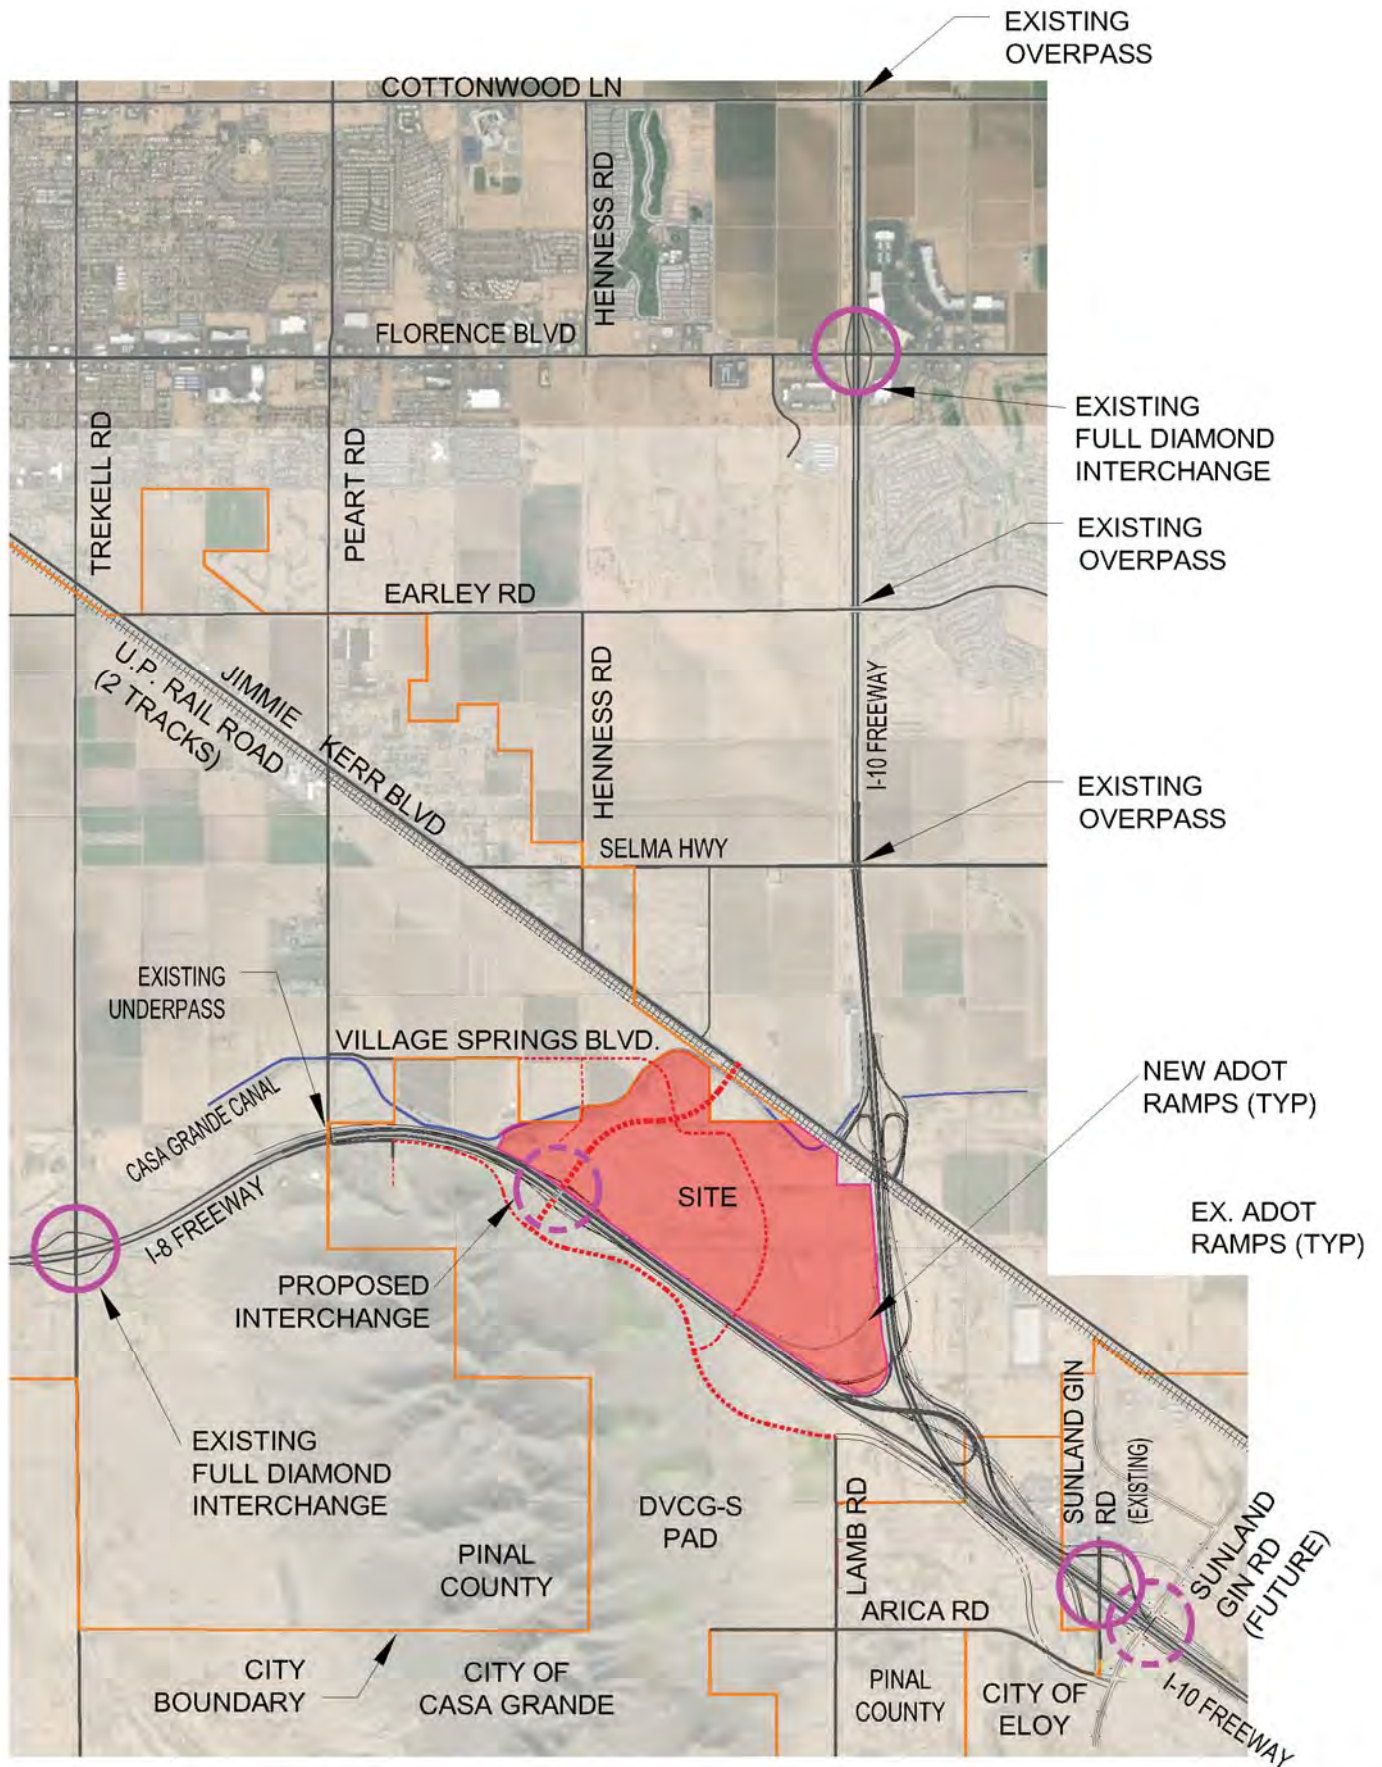 EXISTING
OVERPASS
COTTONWOOD LN
HENNESS RD
FLORENCE BLVD
EXISTING
FULL DIAMOND
INTERCHANGE
TREKELL RD
PEART RD
EXISTING
OVERPASS
EARLEY RD
U.P. RAIL ROAD
(2 TRACKS)
JIMMIE
KERR BLVD
HENNESS RD
I-10 FREEWAY
EXISTING
OVERPASS
SELMA HWY
EXISTING
UNDERPASS
VILLAGE SPRINGS BLVD.
NEW ADOT
RAMPS (TYP)
CASA GRANDE CANAL
I-8 FREEWAY
SITE
EX. ADOT
RAMPS (TYP)
PROPOSED
INTERCHANGE
EXISTING
FULL DIAMOND
INTERCHANGE
SUNLAND GIN
RD
(EXISTING)
DVCG-S
PAD
LAMB RD
SUNLAND
GIN RD
(FUTURE)
PINAL
COUNTY
ARICA RD
CITY
BOUNDARY
CITY OF
CASA GRANDE
PINAL
COUNTY
CITY OF
ELOY
I-10 FREEWAY